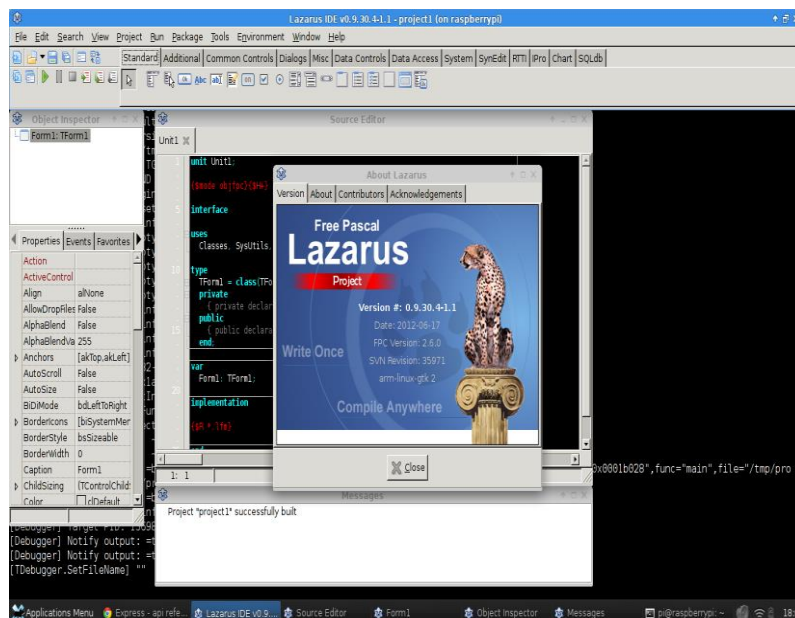 Lazarus IDE v0.9.30.4-1.1 - project1 (on raspberrypi)
File Edit Search View Project Run Package Tools Environment Window Help
Standard Additional Common Controls Dialogs Misc Data Controls Data Access System SynEdit RTTI IPro Chart SQLdb
Object Inspector
Form1: TForm1
Properties Events Favorites
Action
ActiveControl
Align alNone
AllowDropFiles False
AlphaBlend False
AlphaBlendVa 255
Anchors [akTop,akLeft]
AutoScroll False
AutoSize False
BiDiMode bdLeftToRight
BorderIcons [biSystemMer
BorderStyle bsSizeable
BorderWidth 0
Caption Form1
ChildSizing (TControlChild:
Color clDefault
Source Editor
Unit1
unit Unit1;
{$mode objfpc}{$H+}
5 interface
uses
Classes, SysUtils,
10 type
TForm1 = class(TFo
private
{ private declar
public
15 { public declara
end;
var
Form1: TForm1;
20
implementation
{$R *.lfm}
end
1: 1
About Lazarus
Version About Contributors Acknowledgements
Free Pascal
Lazarus
Project
Version #: 0.9.30.4-1.1
Date: 2012-06-17
FPC Version: 2.6.0
SVN Revision: 35971
arm-linux-gtk 2
Write Once
Compile Anywhere
Close
0x0001b028",func="main",file="/tmp/pro
Messages
Project "project1" successfully built
[Debugger] Target PID:
[Debugger] Notify output: =t
[Debugger] Notify output: =t
[TDebugger.SetFileName] ""
Applications Menu Express - api refe... Lazarus IDE v0.9.... Source Editor Form1 Object Inspector Messages pi@raspberrypi: ~ 18: